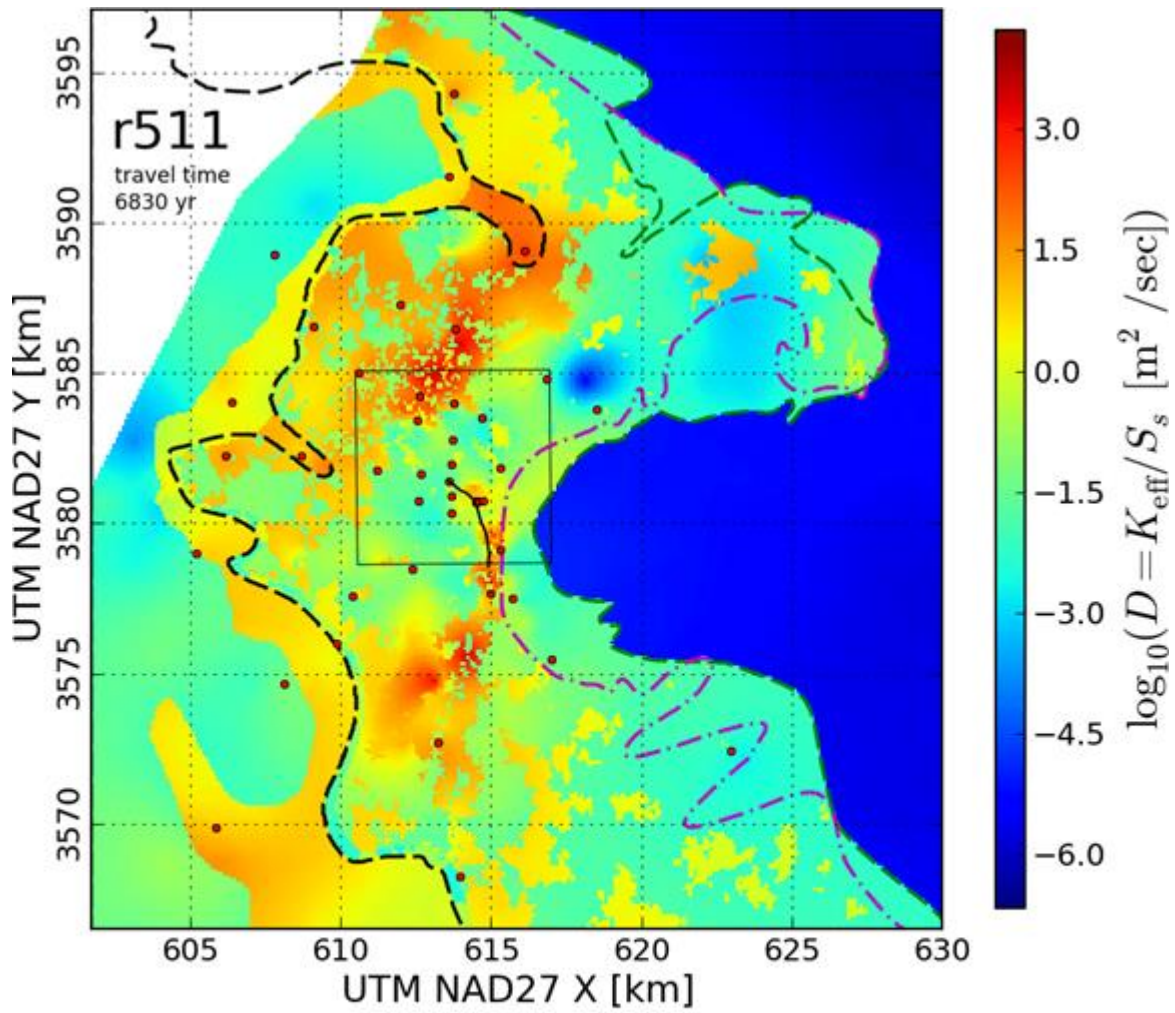 r511
travel time
6830 yr
3595
3590
3585
3580
3575
3570
UTM NAD27 Y [km]
605 610 615 620 625 630
UTM NAD27 X [km]
3.0
1.5
0.0
−1.5
−3.0
−4.5
−6.0
log₁₀(D = K_eff/S_s [m² /sec])